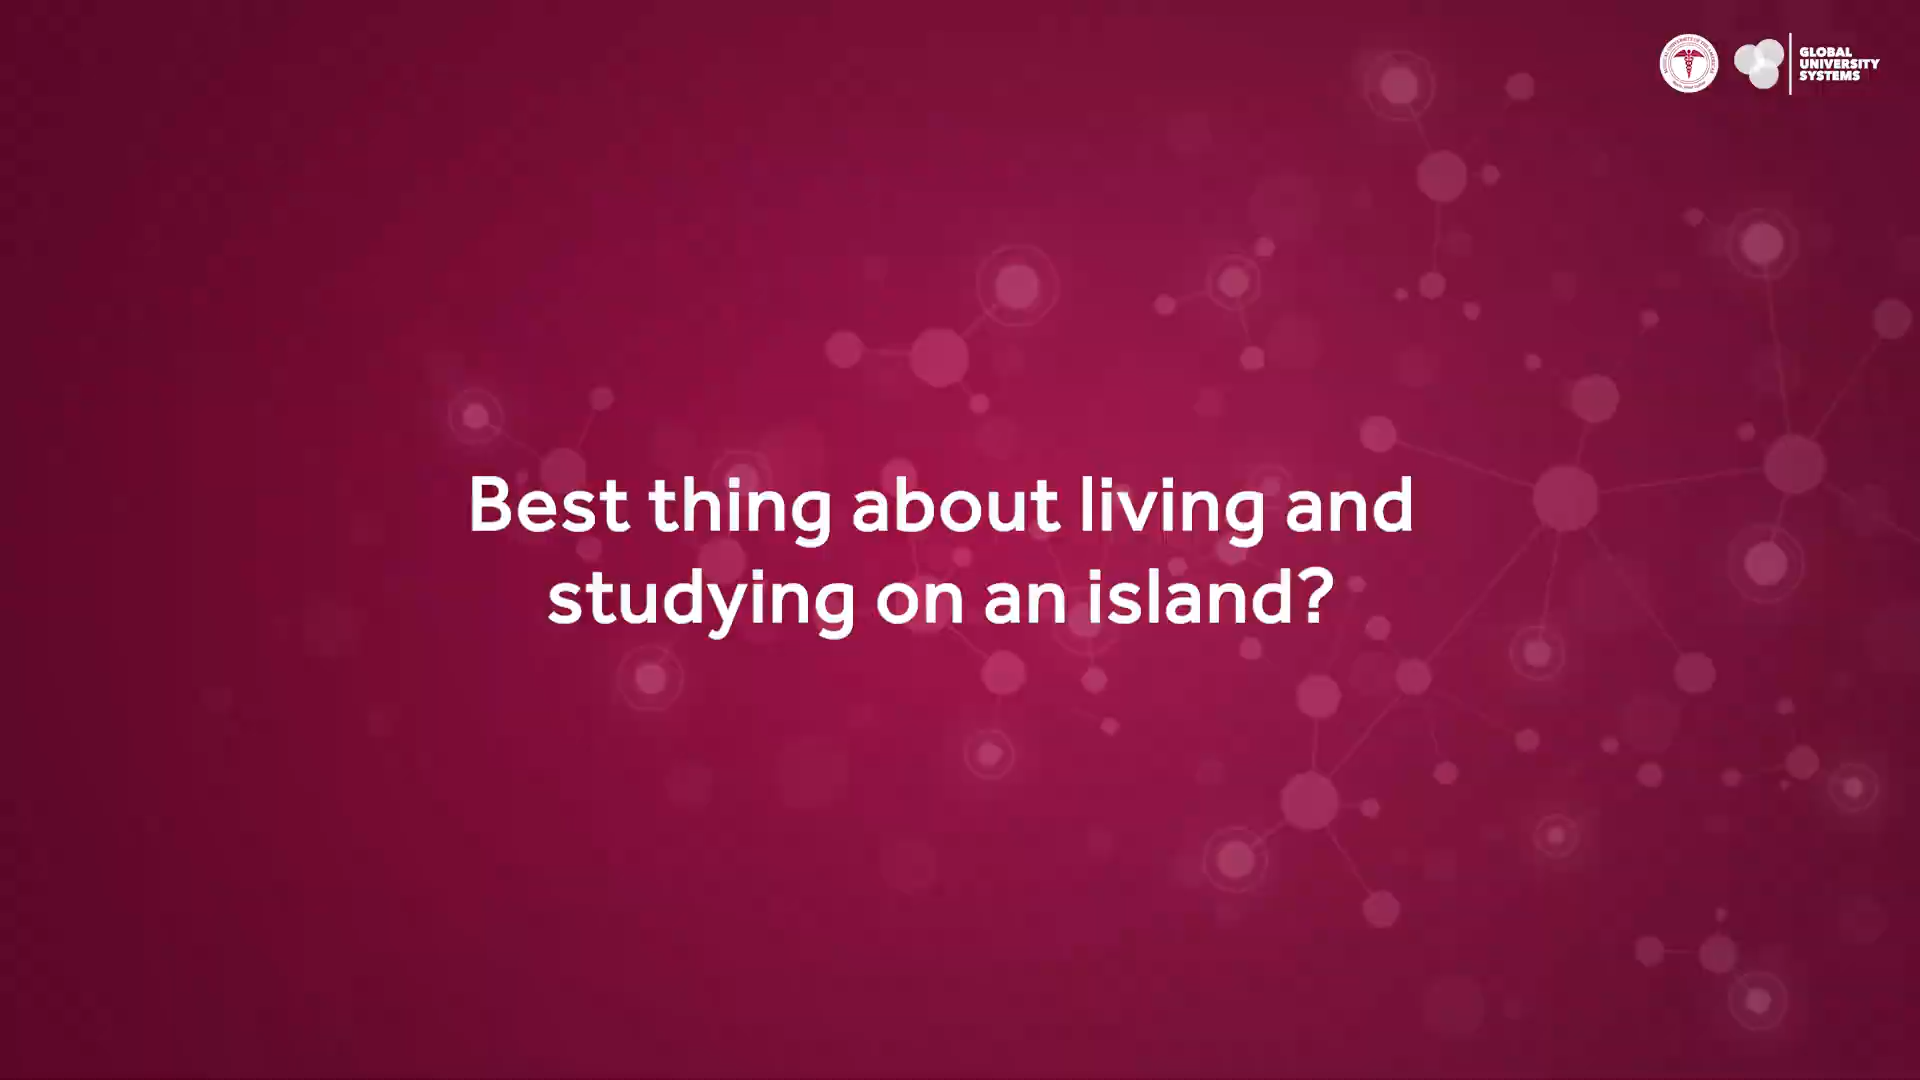 GLOBAL
UNIVERSITY
SYSTEMS
Best thing about living and
studying on an island?